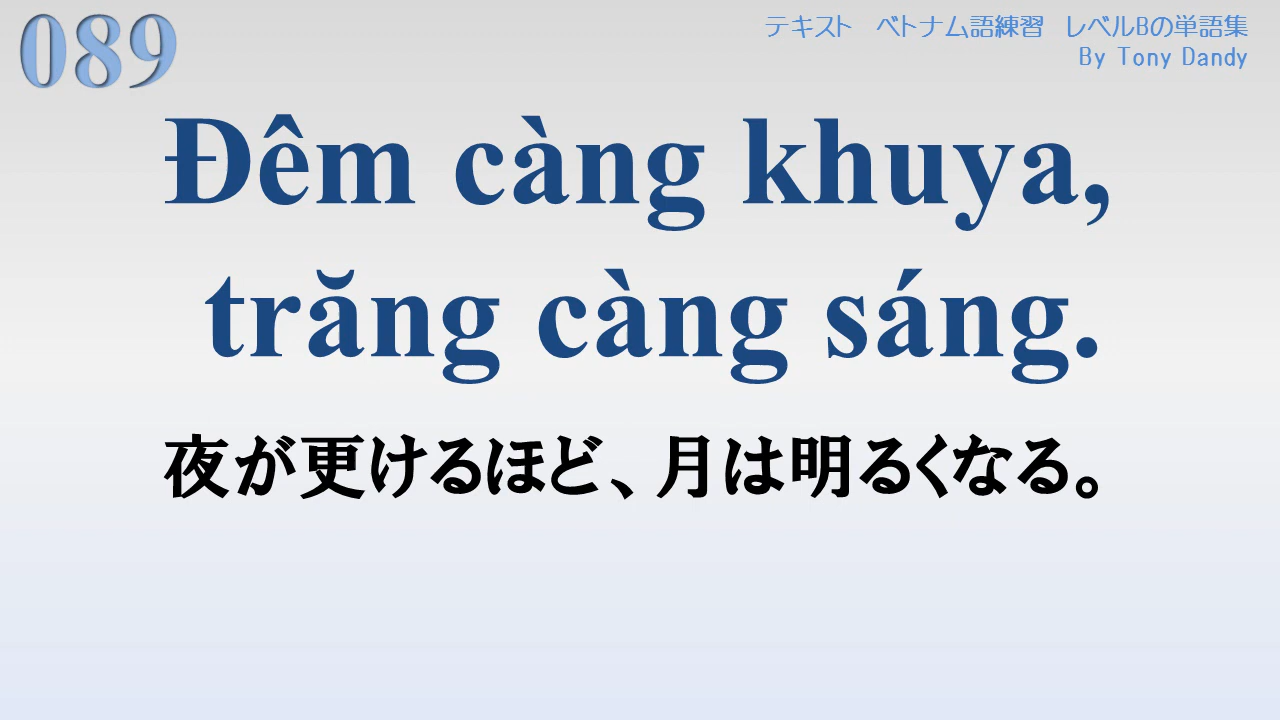 089
テキスト　ベトナム語練習　レベルBの単語集
By Tony Dandy
Đêm càng khuya,
trăng càng sáng.
夜が更けるほど、月は明るくなる。